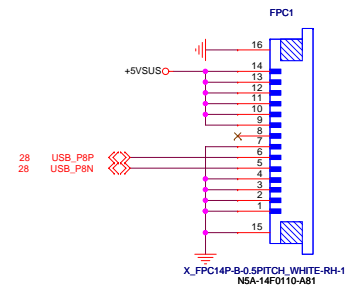 FPC1
16
+5VSUS
14
13
12
11
10
9
8
7
28 USB_P8P
6
28 USB_P8N
5
4
3
2
1
15
X_FPC14P-B-0.5PITCH_WHITE-RH-1
N5A-14F0110-A81